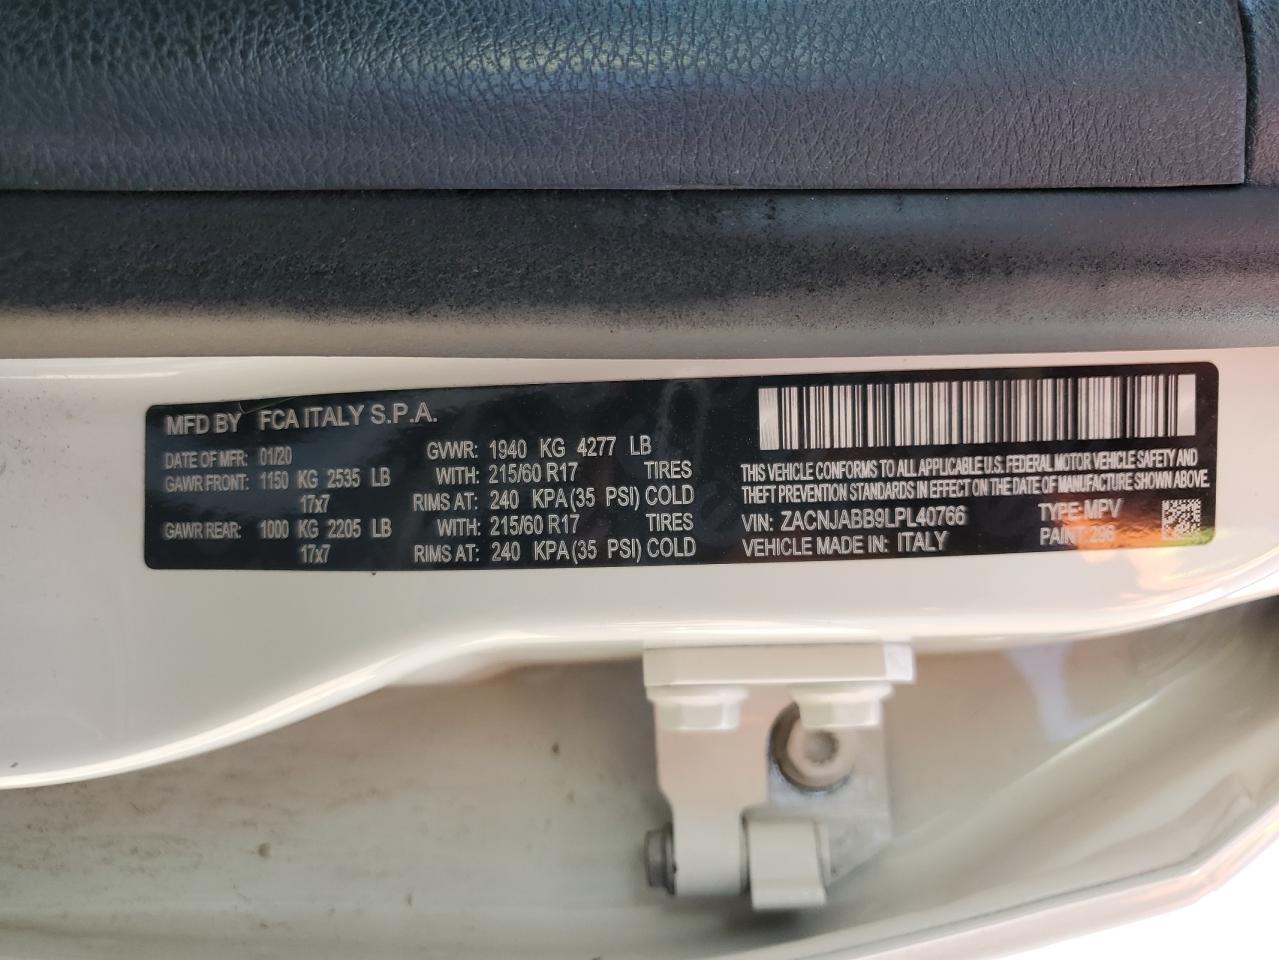 MFD BY FCA ITALY S.P.A.
DATE OF MFR: 01/20 GVWR: 1940 KG 4277 LB
GAWR FRONT: 1150 KG 2535 LB WITH: 215/60 R17 TIRES
17x7 RIMS AT: 240 KPA (35 PSI) COLD
GAWR REAR: 1000 KG 2205 LB WITH: 215/60 R17 TIRES
17x7 RIMS AT: 240 KPA (35 PSI) COLD
THIS VEHICLE CONFORMS TO ALL APPLICABLE U.S. FEDERAL MOTOR VEHICLE SAFETY AND
THEFT PREVENTION STANDARDS IN EFFECT ON THE DATE OF MANUFACTURE SHOWN ABOVE.
VIN: ZACNJABB9LPL40766 TYPE: MPV
VEHICLE MADE IN: ITALY PAINT: 296